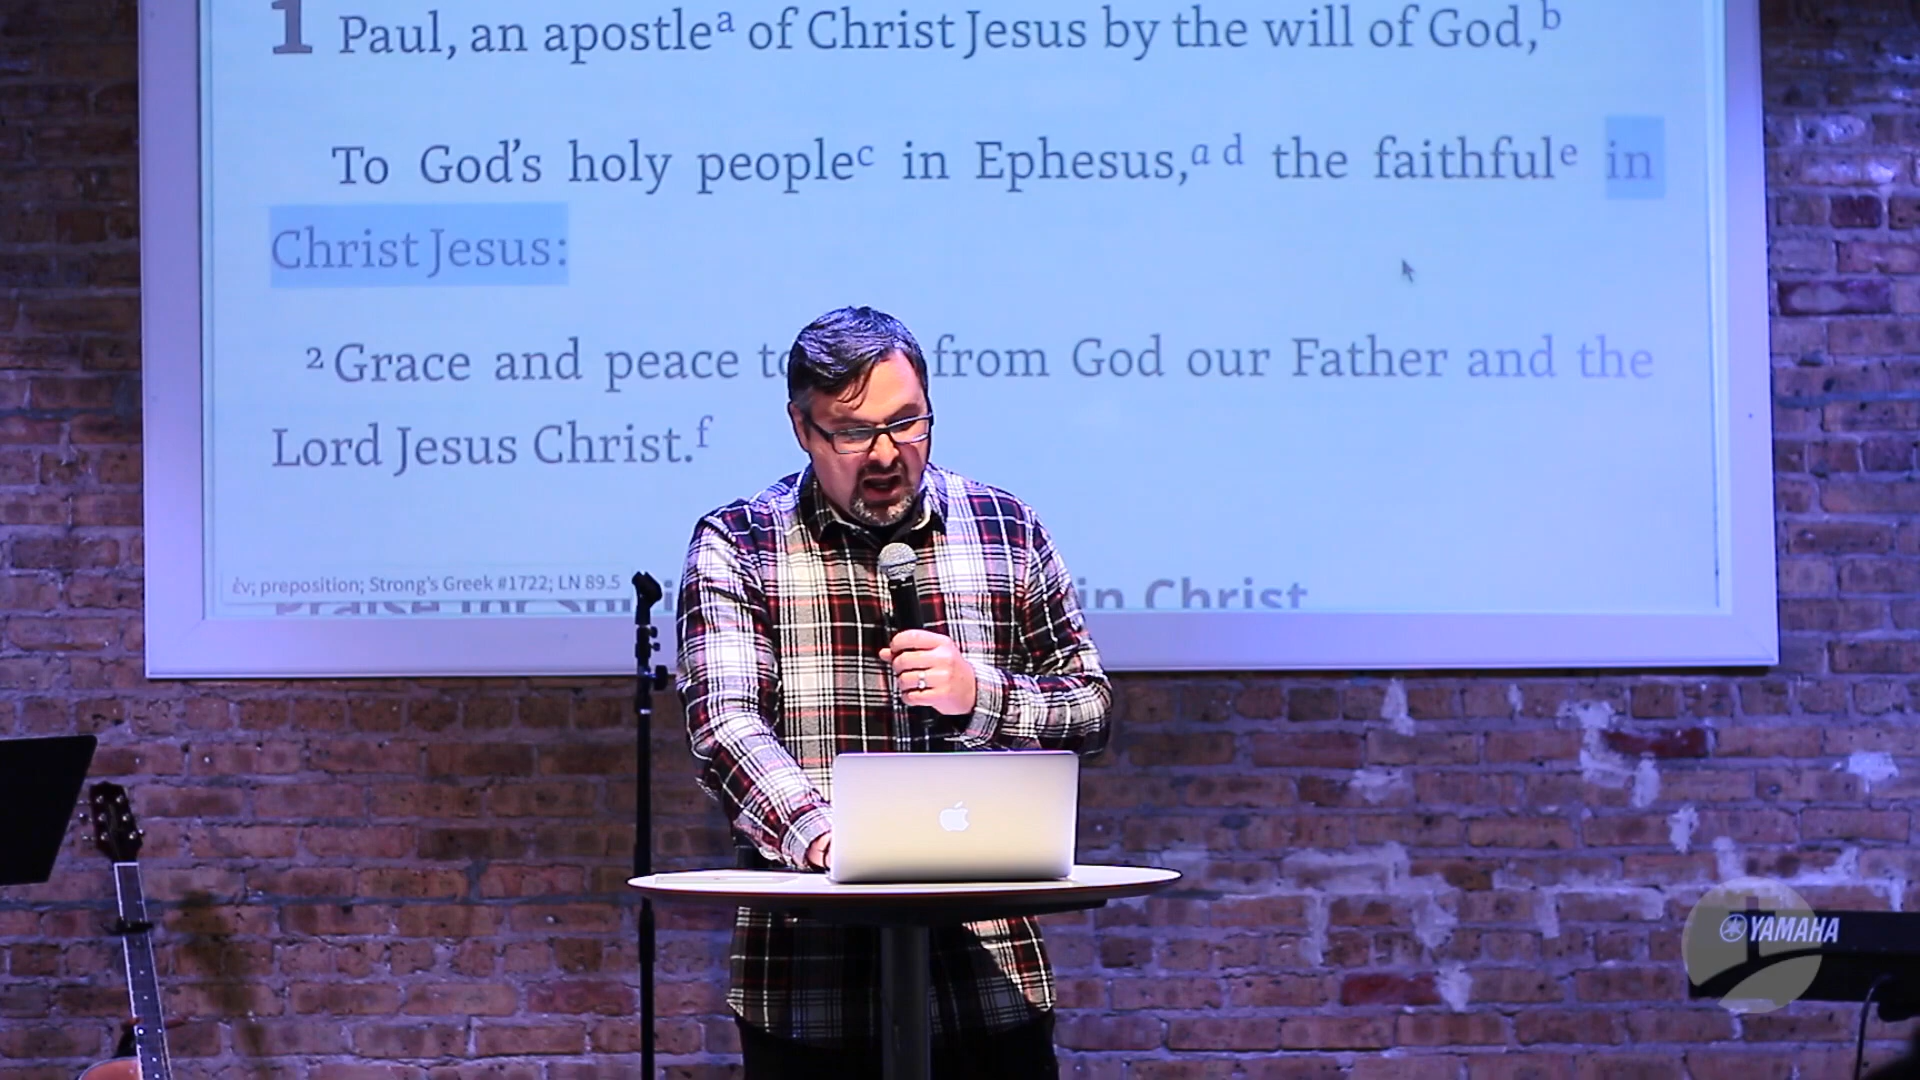 1 Paul, an apostleª of Christ Jesus by the will of God,ᵇ
To God’s holy peopleᶜ in Ephesus,ᵃ ᵈ the faithfulᵉ in
Christ Jesus:
² Grace and peace to from God our Father and the
Lord Jesus Christ.ᶠ
ἐν; preposition; Strong’s Greek #1722; LN 89.5
Praise for in Christ
YAMAHA